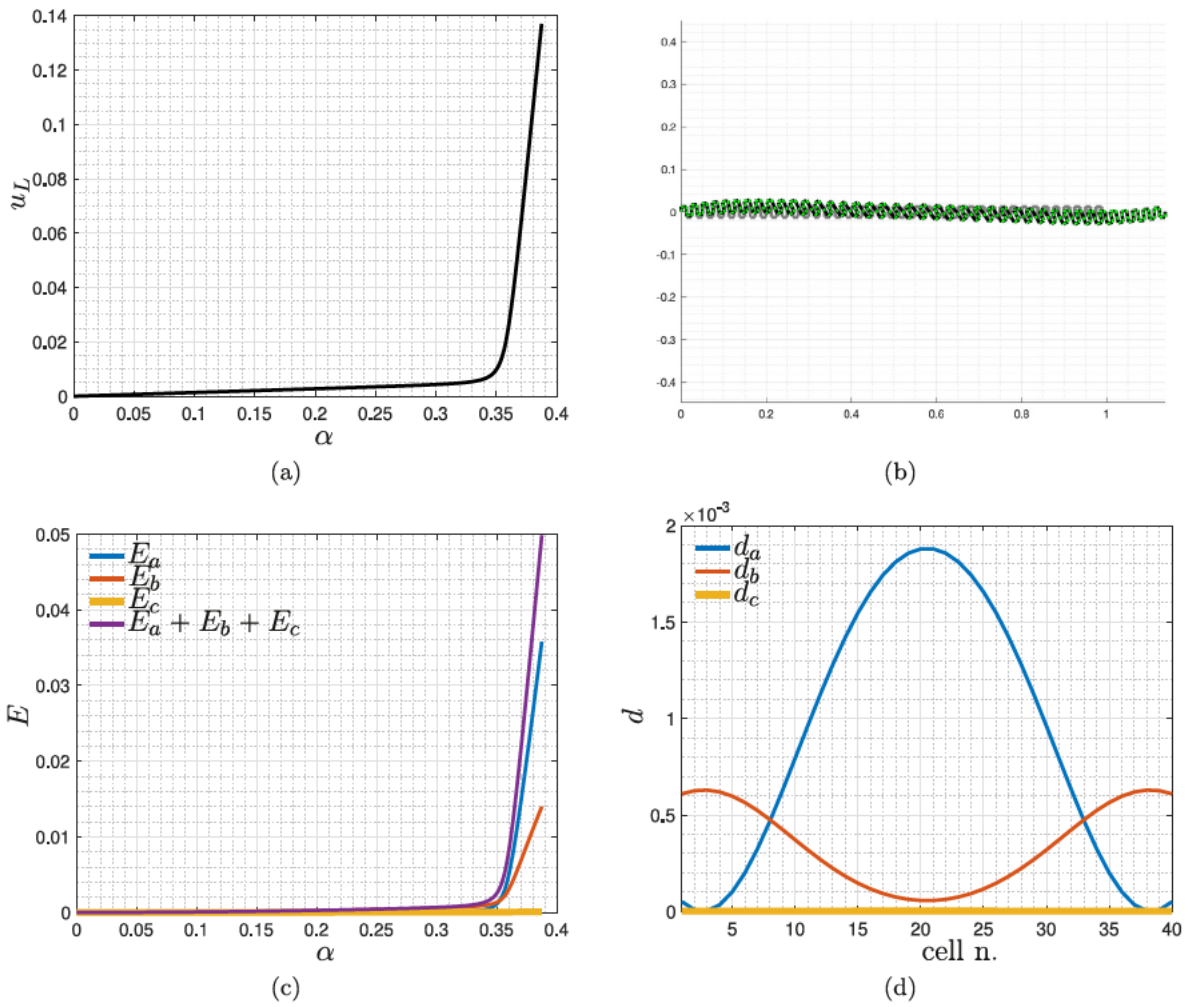 0.14
0.12
0.1
0.08
0.06
0.04
0.02
0
u_L
0 0.05 0.1 0.15 0.2 0.25 0.3 0.35 0.4
α
(a)
0.4
0.3
0.2
0.1
0
-0.1
-0.2
-0.3
-0.4
0 0.2 0.4 0.6 0.8 1
(b)
0.05
0.04
0.03
0.02
0.01
0
E
E_a
E_b
E_c
E_a + E_b + E_c
0 0.05 0.1 0.15 0.2 0.25 0.3 0.35 0.4
α
(c)
×10⁻³
2
1.5
1
0.5
0
d
d_a
d_b
d_c
5 10 15 20 25 30 35 40
cell n.
(d)